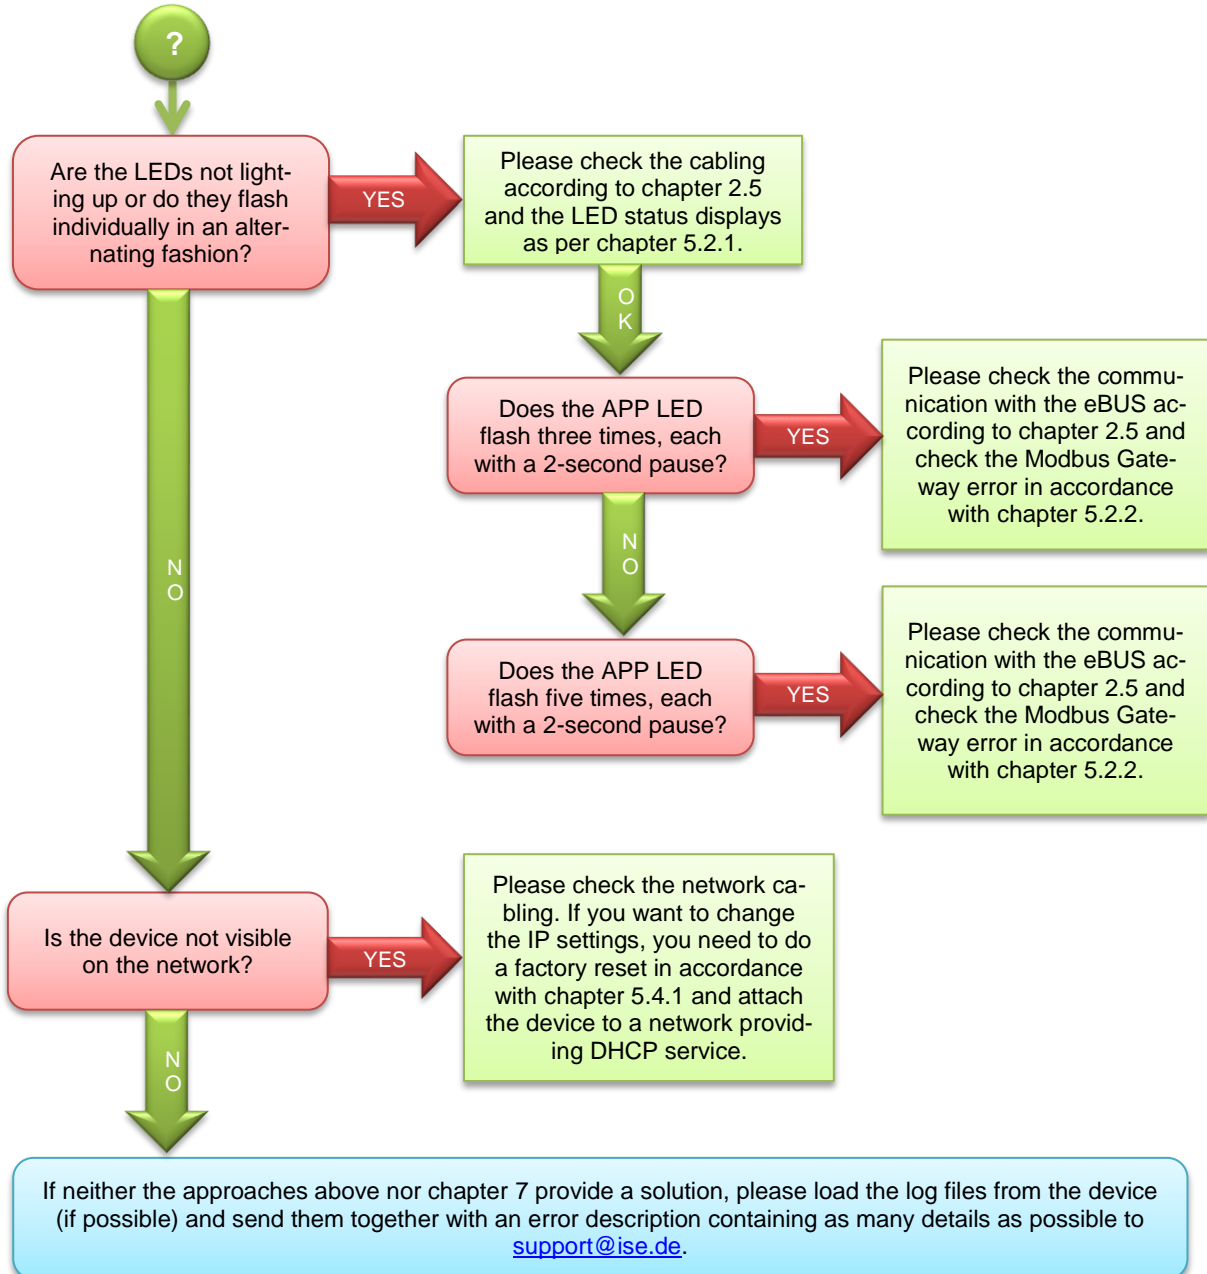 ?
Are the LEDs not light-
ing up or do they flash
individually in an alter-
nating fashion?
YES
Please check the cabling
according to chapter 2.5
and the LED status displays
as per chapter 5.2.1.
O
K
Does the APP LED
flash three times, each
with a 2-second pause?
YES
Please check the commu-
nication with the eBUS ac-
cording to chapter 2.5 and
check the Modbus Gate-
way error in accordance
with chapter 5.2.2.
N
O
N
O
Does the APP LED
flash five times, each
with a 2-second pause?
YES
Please check the commu-
nication with the eBUS ac-
cording to chapter 2.5 and
check the Modbus Gate-
way error in accordance
with chapter 5.2.2.
Is the device not visible
on the network?
YES
Please check the network ca-
bling. If you want to change
the IP settings, you need to do
a factory reset in accordance
with chapter 5.4.1 and attach
the device to a network provid-
ing DHCP service.
N
O
If neither the approaches above nor chapter 7 provide a solution, please load the log files from the device
(if possible) and send them together with an error description containing as many details as possible to
support@ise.de.